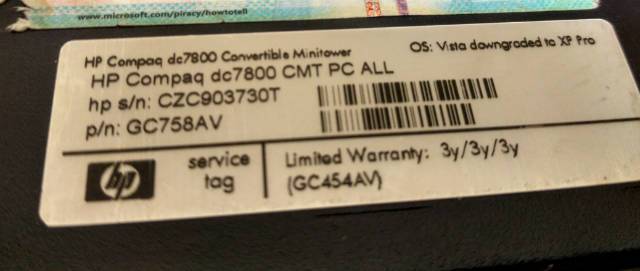 www.microsoft.com/piracy/howtotell
HP Compaq dc7800 Convertible Minitower
OS: Vista downgraded to XP Pro
HP Compaq dc7800 CMT PC ALL
hp s/n: CZC903730T
p/n: GC758AV
hp
service
tag
Limited Warranty: 3y/3y/3y
(GC454AV)